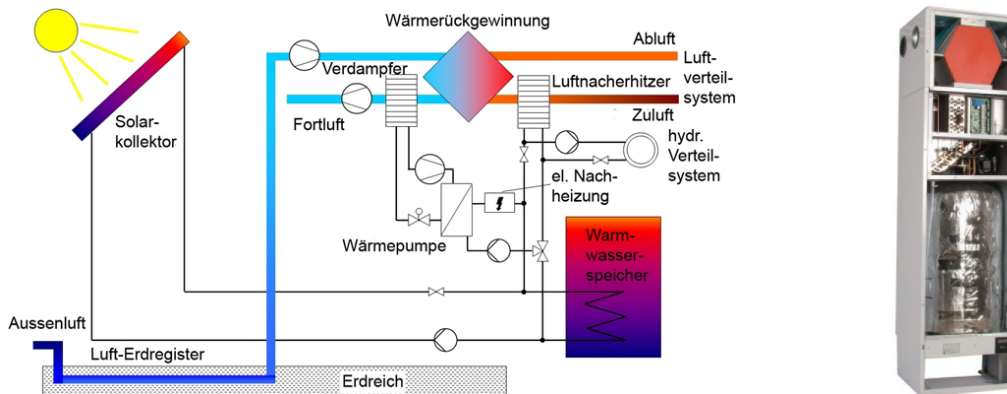 Wärmerückgewinnung
Abluft
Luft-
verteil-
system
Verdampfer
Luftnacherhitzer
Fortluft
Zuluft
Solar-
kollektor
hydr.
Verteil-
system
el. Nach-
heizung
Wärmepumpe
Warm-
wasser-
speicher
Aussenluft
Luft-Erdregister
Erdreich